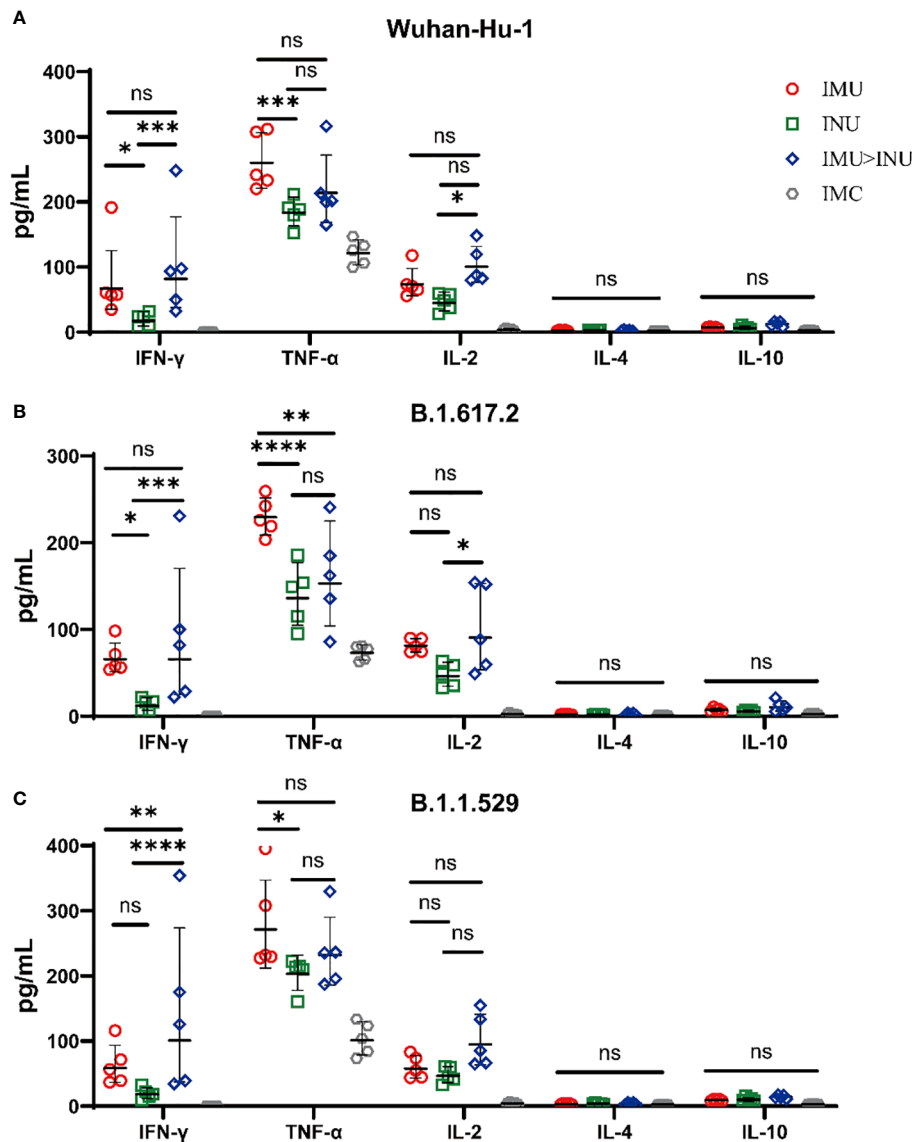 A
Wuhan-Hu-1
ns
ns
ns
ns
***
ns
***
*
*
ns
ns
400
300
200
100
0
pg/mL
IFN-γ
TNF-α
IL-2
IL-4
IL-10
IMU
INU
IMU>INU
IMC
B
B.1.617.2
**
ns
****
ns
***
ns
ns
*
*
ns
ns
300
200
100
0
pg/mL
IFN-γ
TNF-α
IL-2
IL-4
IL-10
C
B.1.1.529
ns
**
*
****
ns
ns
ns
ns
ns
ns
ns
400
300
200
100
0
pg/mL
IFN-γ
TNF-α
IL-2
IL-4
IL-10